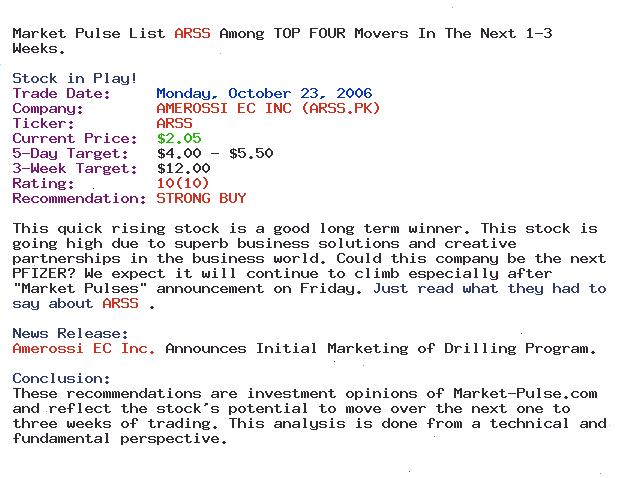 Market Pulse List ARSS Among TOP FOUR Movers In The Next 1-3
Weeks.
Stock in Play!
Trade Date: Monday, October 23, 2006
Company: AMEROSSI EC INC (ARSS.PK)
Ticker: ARSS
Current Price: $2.05
5-Day Target: $4.00 - $5.50
3-Week Target: $12.00
Rating: 10(10)
Recommendation: STRONG BUY
This quick rising stock is a good long term winner. This stock is
going high due to superb business solutions and creative
partnerships in the business world. Could this company be the next
PFIZER? We expect it will continue to climb especially after
"Market Pulses" announcement on Friday. Just read what they had to
say about ARSS .
News Release:
Amerossi EC Inc. Announces Initial Marketing of Drilling Program.
Conclusion:
These recommendations are investment opinions of Market-Pulse.com
and reflect the stock's potential to move over the next one to
three weeks of trading. This analysis is done from a technical and
fundamental perspective.